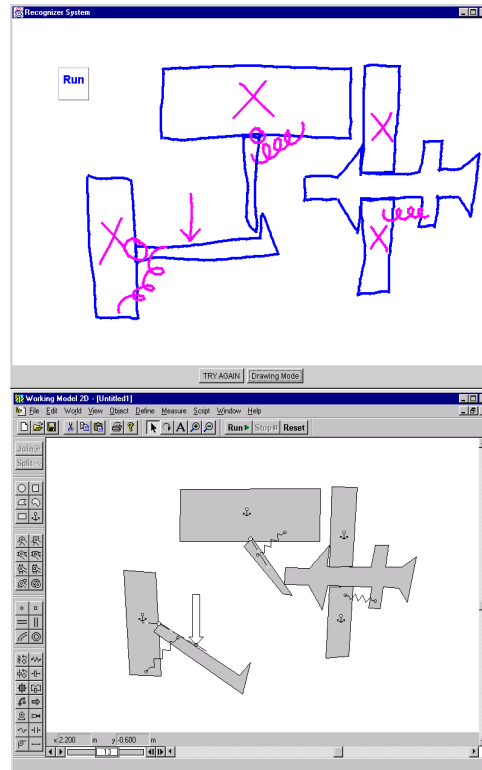 Recognizer System
Run
TRY AGAIN
Drawing Mode
Working Model 2D - [Untitled1]
File Edit World View Object Define Measure Script Window Help
Run Stop Reset
Join
Split
x 2.200 m y -0.600 m
13